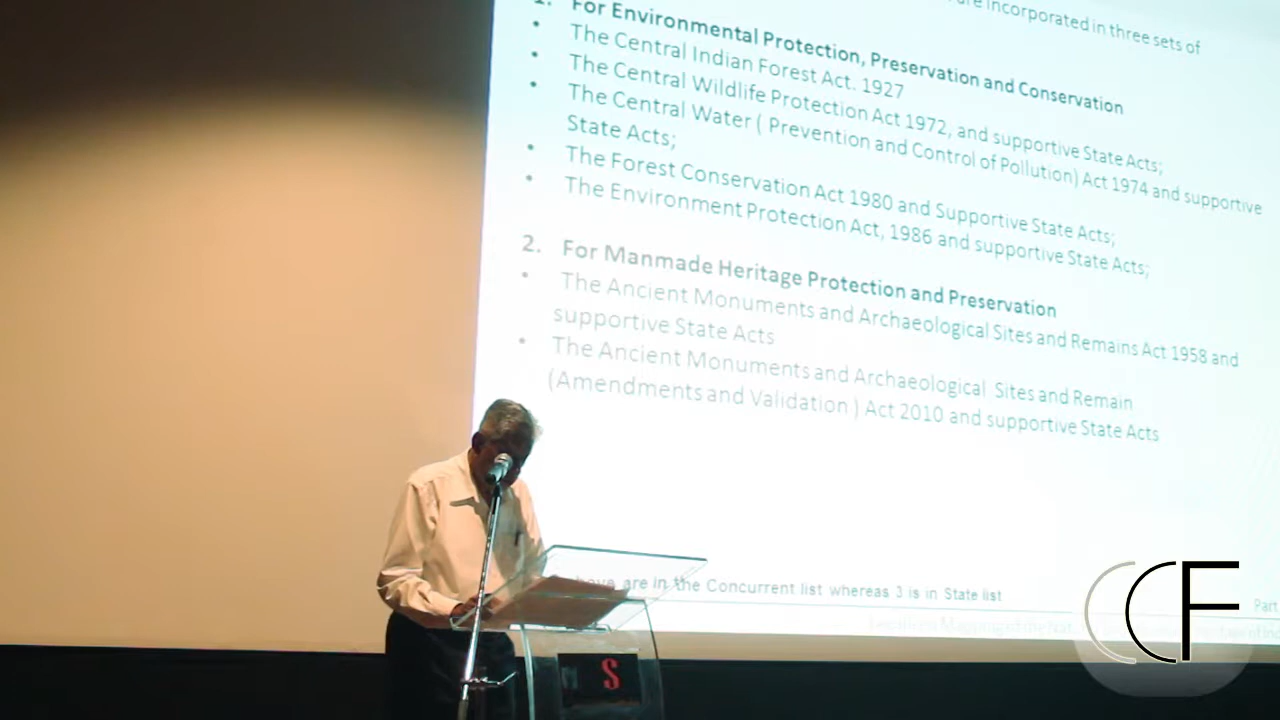 are incorporated in three sets of
1. For Environmental Protection, Preservation and Conservation
• The Central Indian Forest Act. 1927
• The Central Wildlife Protection Act 1972, and supportive State Acts;
• The Central Water ( Prevention and Control of Pollution) Act 1974 and supportive
State Acts;
• The Forest Conservation Act 1980 and Supportive State Acts;
• The Environment Protection Act, 1986 and supportive State Acts;
2. For Manmade Heritage Protection and Preservation
• The Ancient Monuments and Archaeological Sites and Remains Act 1958 and
supportive State Acts
• The Ancient Monuments and Archaeological Sites and Remain
(Amendments and Validation ) Act 2010 and supportive State Acts
are in the Concurrent list whereas 3 is in State list
Part
Mapping of the
S
CCF